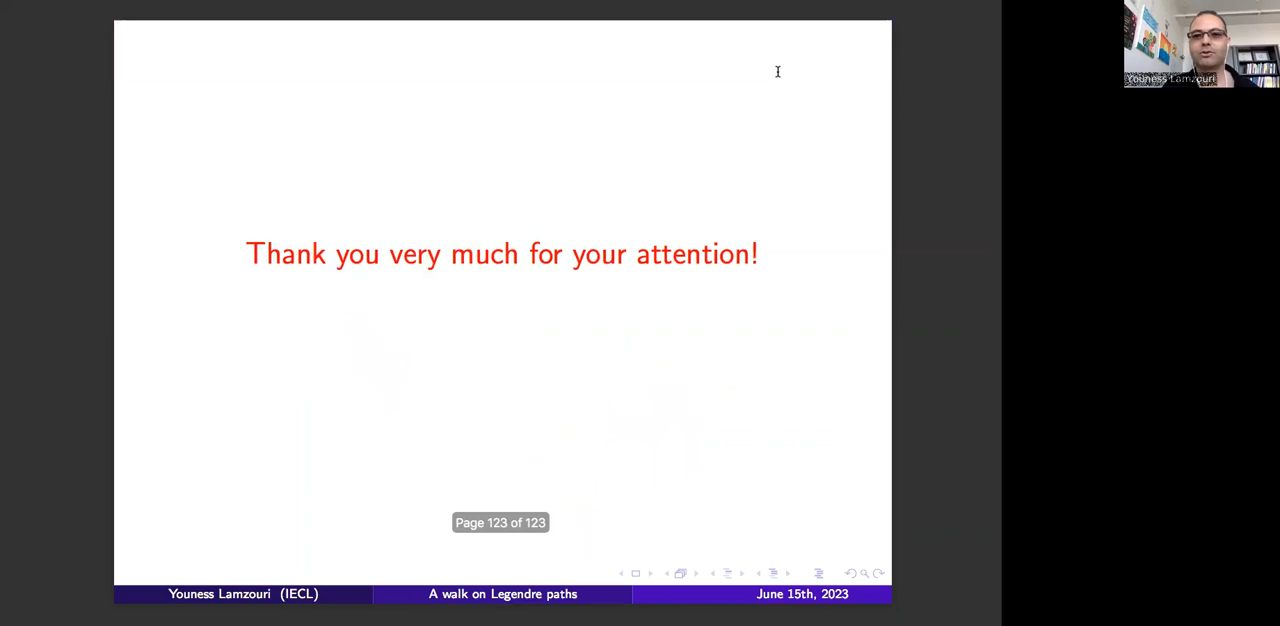 Youness Lamzouri
Thank you very much for your attention!
Page 123 of 123
Youness Lamzouri (IECL)
A walk on Legendre paths
June 15th, 2023